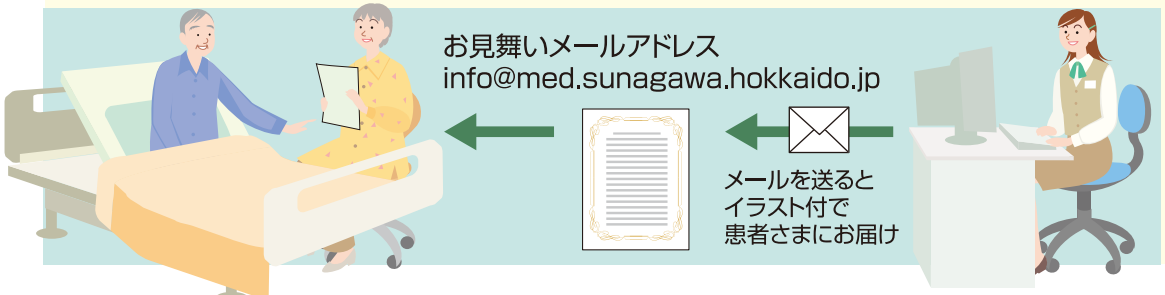 お見舞いメールアドレス
info@med.sunagawa.hokkaido.jp
メールを送ると
イラスト付で
患者さまにお届け